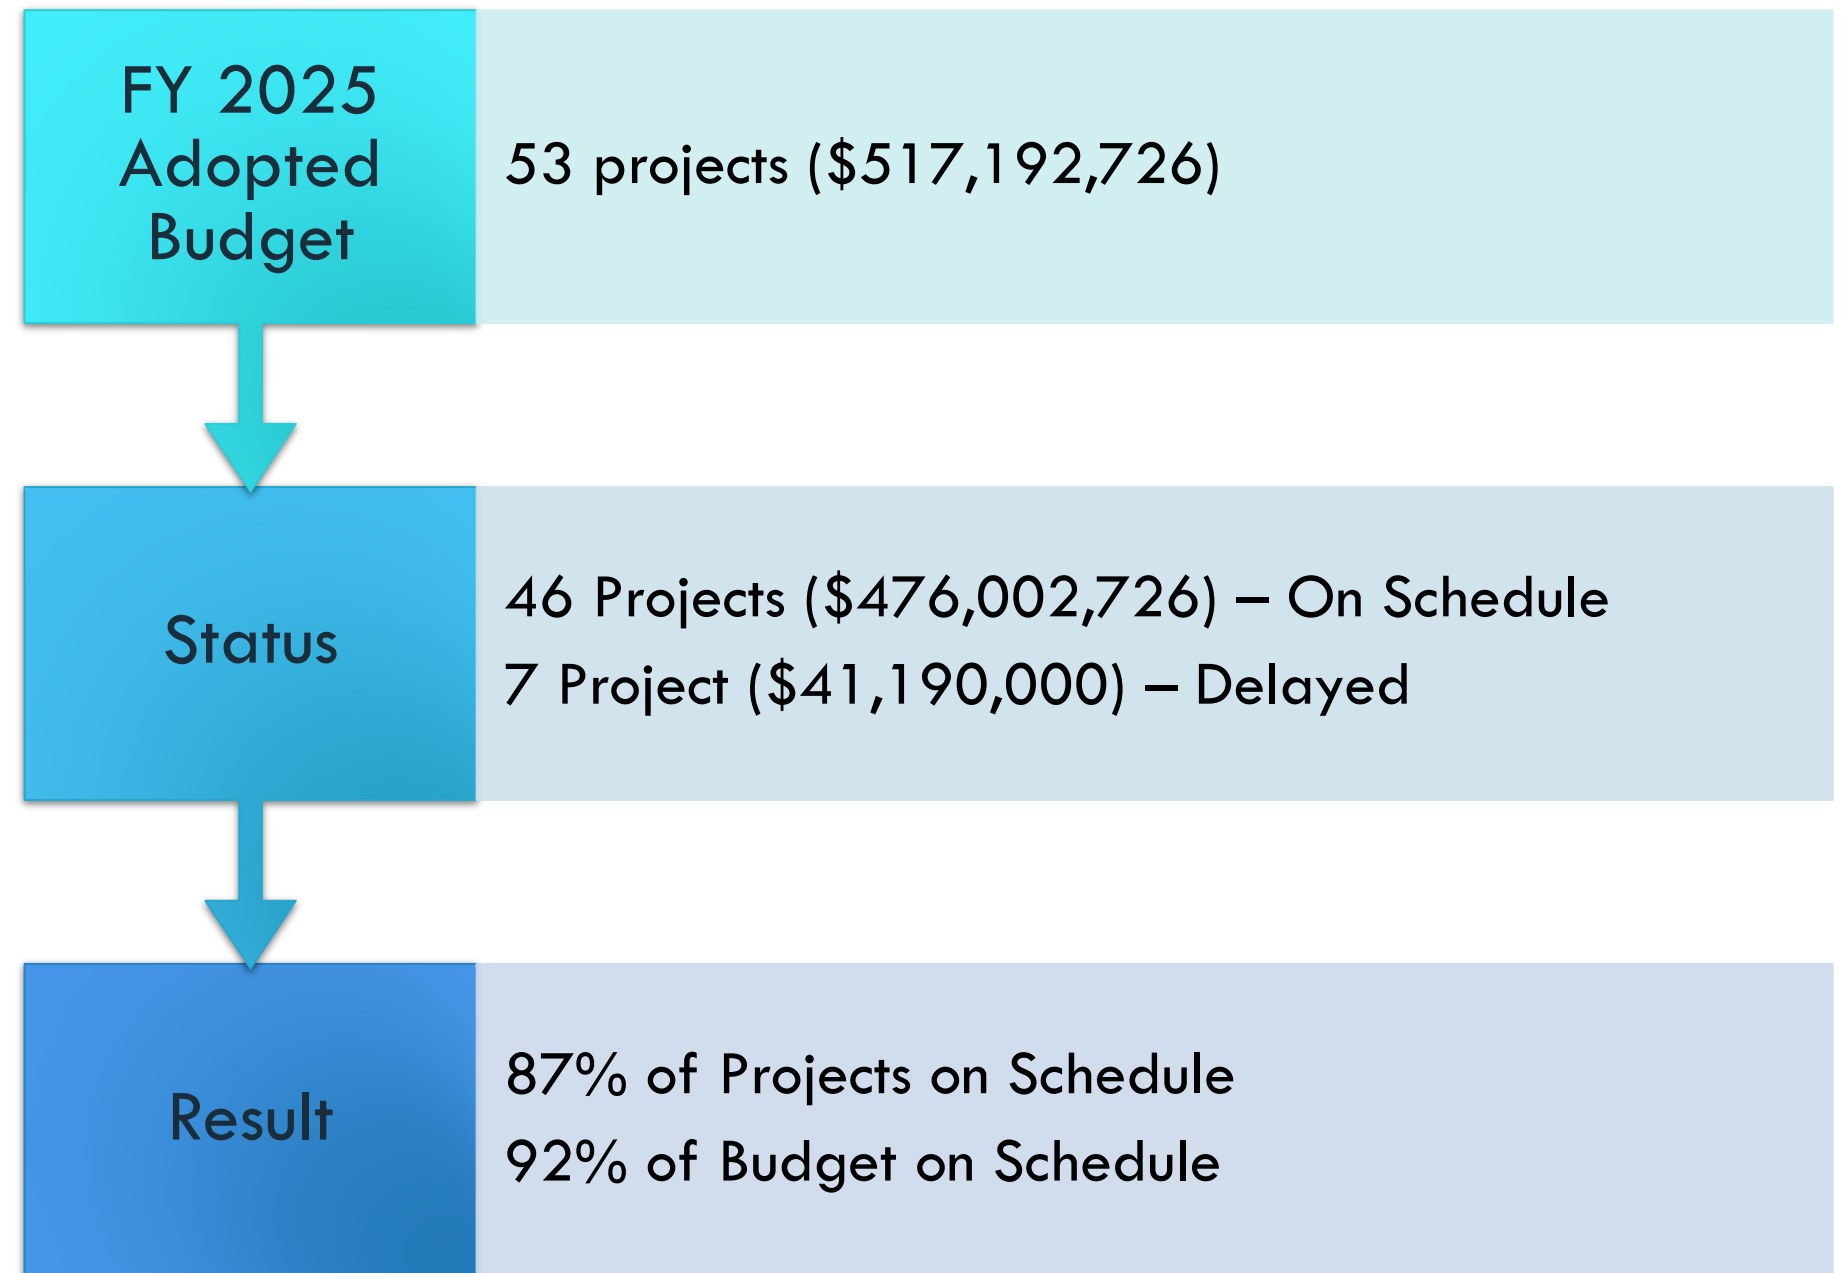 FY 2025
Adopted
Budget
53 projects ($517,192,726)
Status
46 Projects ($476,002,726) – On Schedule
7 Project ($41,190,000) – Delayed
Result
87% of Projects on Schedule
92% of Budget on Schedule